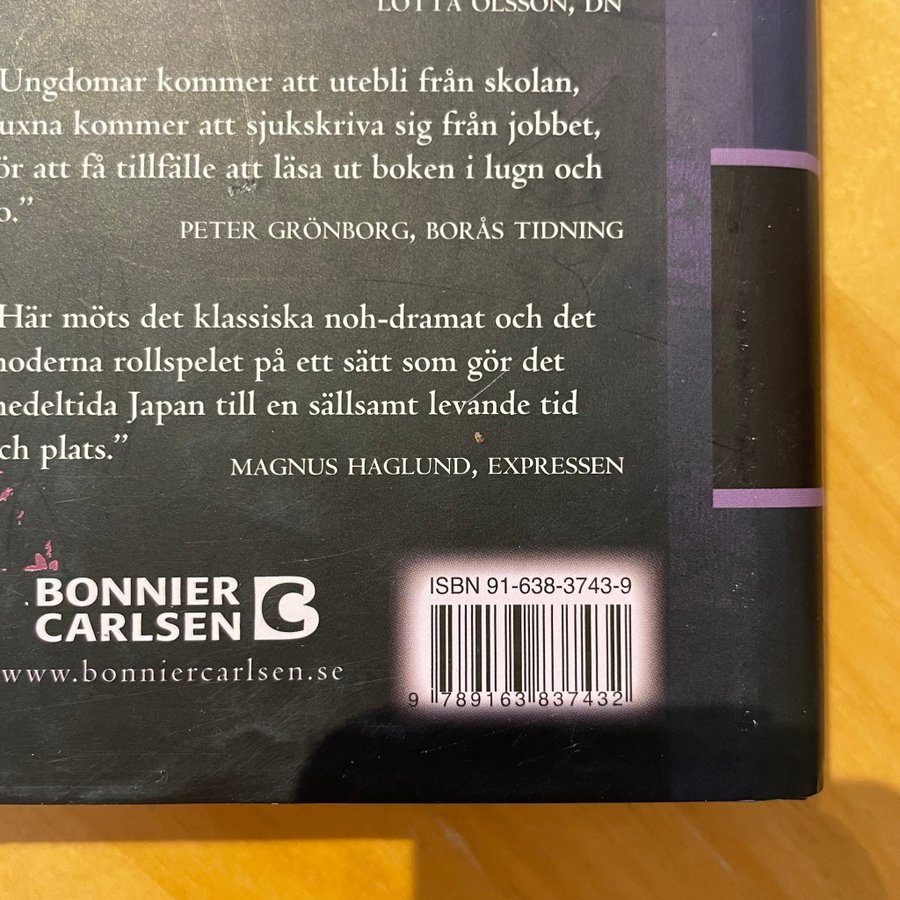 LOTTA OLSSON, DN
Ungdomar kommer att utebli från skolan,
uxna kommer att sjukskriva sig från jobbet,
ör att få tillfälle att läsa ut boken i lugn och
o.”
PETER GRÖNBORG, BORÅS TIDNING
Här möts det klassiska noh-dramat och det
moderna rollspelet på ett sätt som gör det
medeltida Japan till en sällsamt levande tid
ch plats.”
MAGNUS HAGLUND, EXPRESSEN
BONNIER
CARLSEN
www.bonniercarlsen.se
ISBN 91-638-3743-9
9 789163 837432